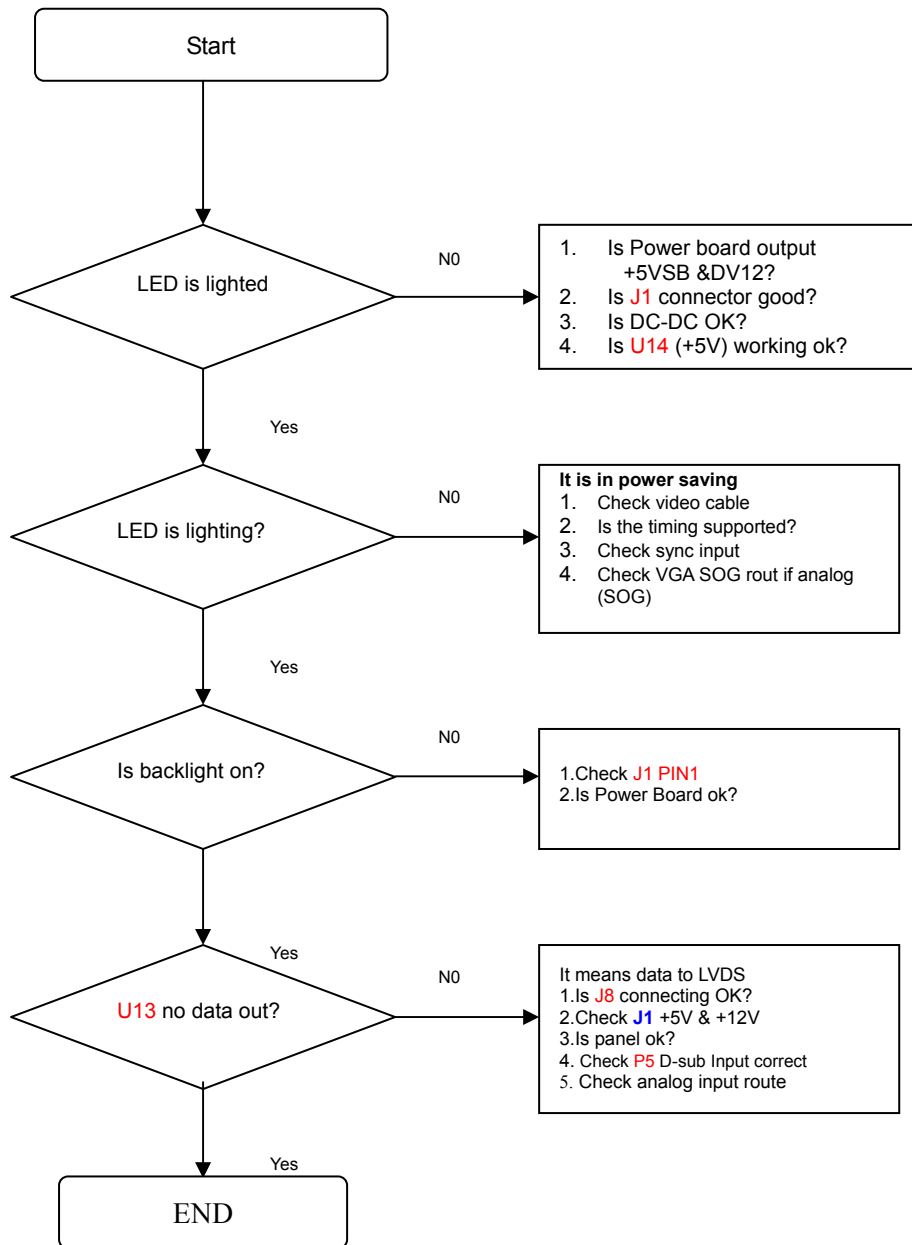 Start
LED is lighted
N0
1. Is Power board output
+5VSB &DV12?
2. Is J1 connector good?
3. Is DC-DC OK?
4. Is U14 (+5V) working ok?
Yes
LED is lighting?
N0
It is in power saving
1. Check video cable
2. Is the timing supported?
3. Check sync input
4. Check VGA SOG rout if analog
(SOG)
Yes
Is backlight on?
N0
1.Check J1 PIN1
2.Is Power Board ok?
Yes
U13 no data out?
N0
It means data to LVDS
1.Is J8 connecting OK?
2.Check J1 +5V & +12V
3.Is panel ok?
4. Check P5 D-sub Input correct
5. Check analog input route
Yes
END